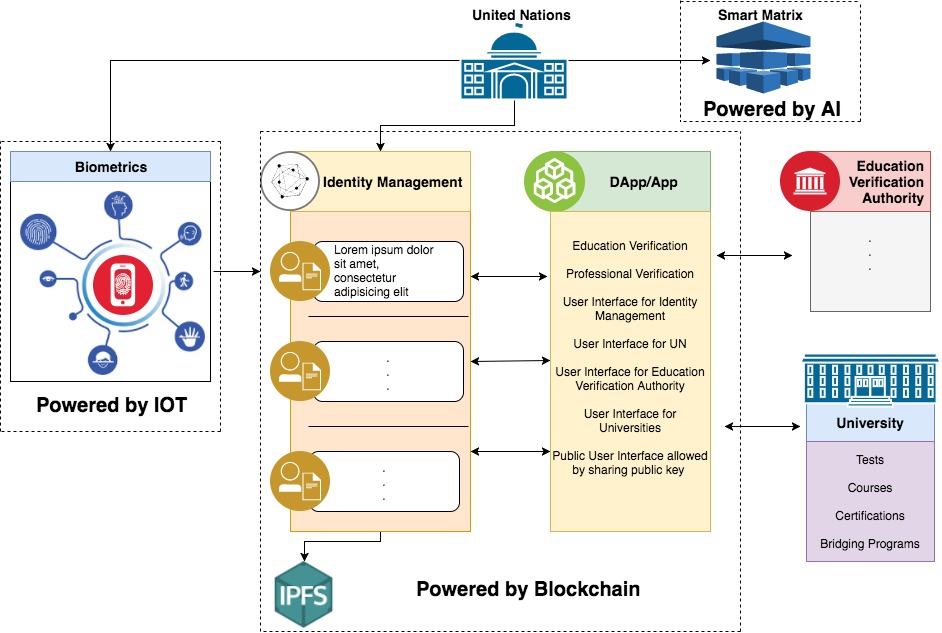 United Nations
Smart Matrix
Powered by AI
Biometrics
Powered by IOT
Identity Management
Lorem ipsum dolor
sit amet,
consectetur
adipisicing elit
.
.
.
.
.
.
IPFS
DApp/App
Education Verification
Professional Verification
User Interface for Identity
Management
User Interface for UN
User Interface for Education
Verification Authority
User Interface for
Universities
Public User Interface allowed
by sharing public key
Powered by Blockchain
Education
Verification
Authority
.
.
.
University
Tests
Courses
Certifications
Bridging Programs